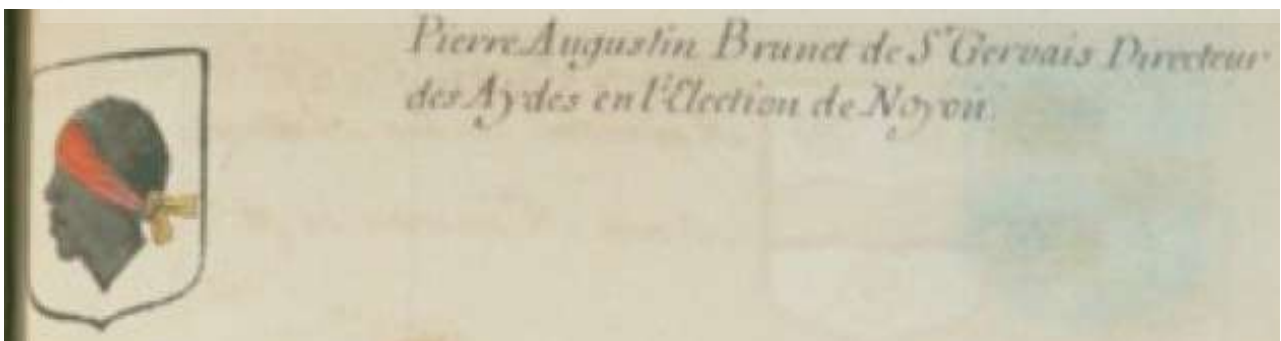 Pierre Augustin Brunet de S^t Gervais Directeur
des Aydes en l'Election de Noyon.